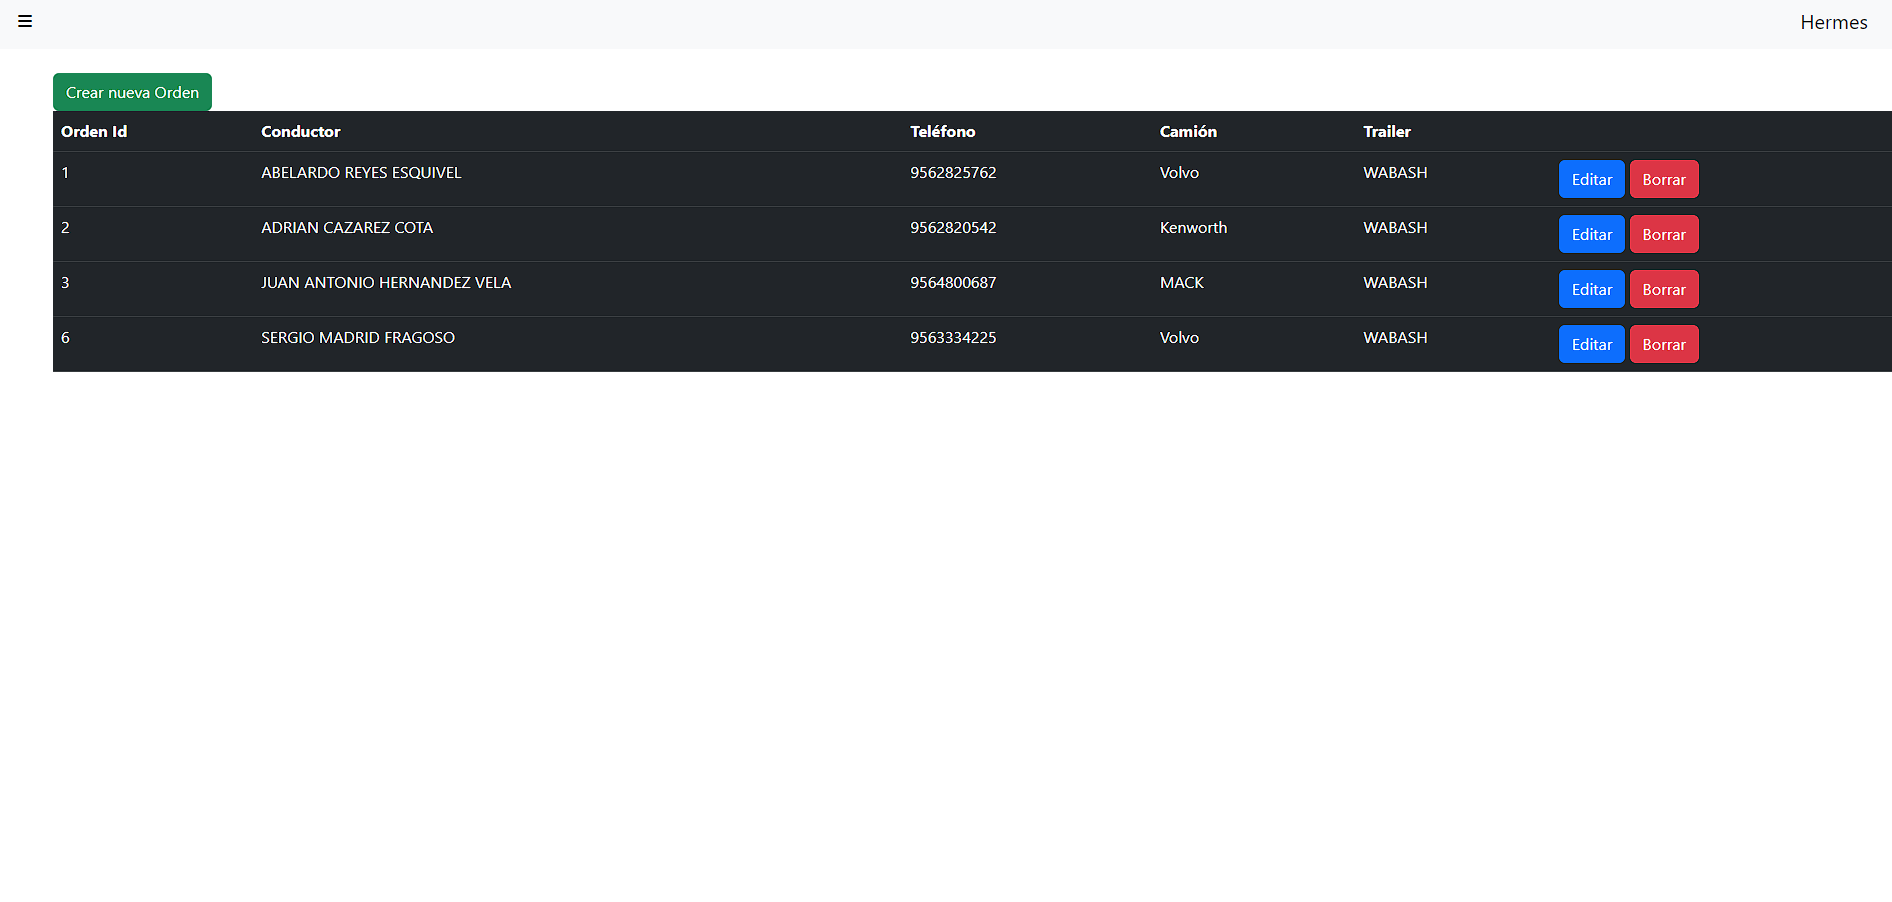 Hermes
Crear nueva Orden
Orden Id Conductor Teléfono Camión Trailer
1 ABELARDO REYES ESQUIVEL 9562825762 Volvo WABASH Editar Borrar
2 ADRIAN CAZAREZ COTA 9562820542 Kenworth WABASH Editar Borrar
3 JUAN ANTONIO HERNANDEZ VELA 9564800687 MACK WABASH Editar Borrar
6 SERGIO MADRID FRAGOSO 9563334225 Volvo WABASH Editar Borrar